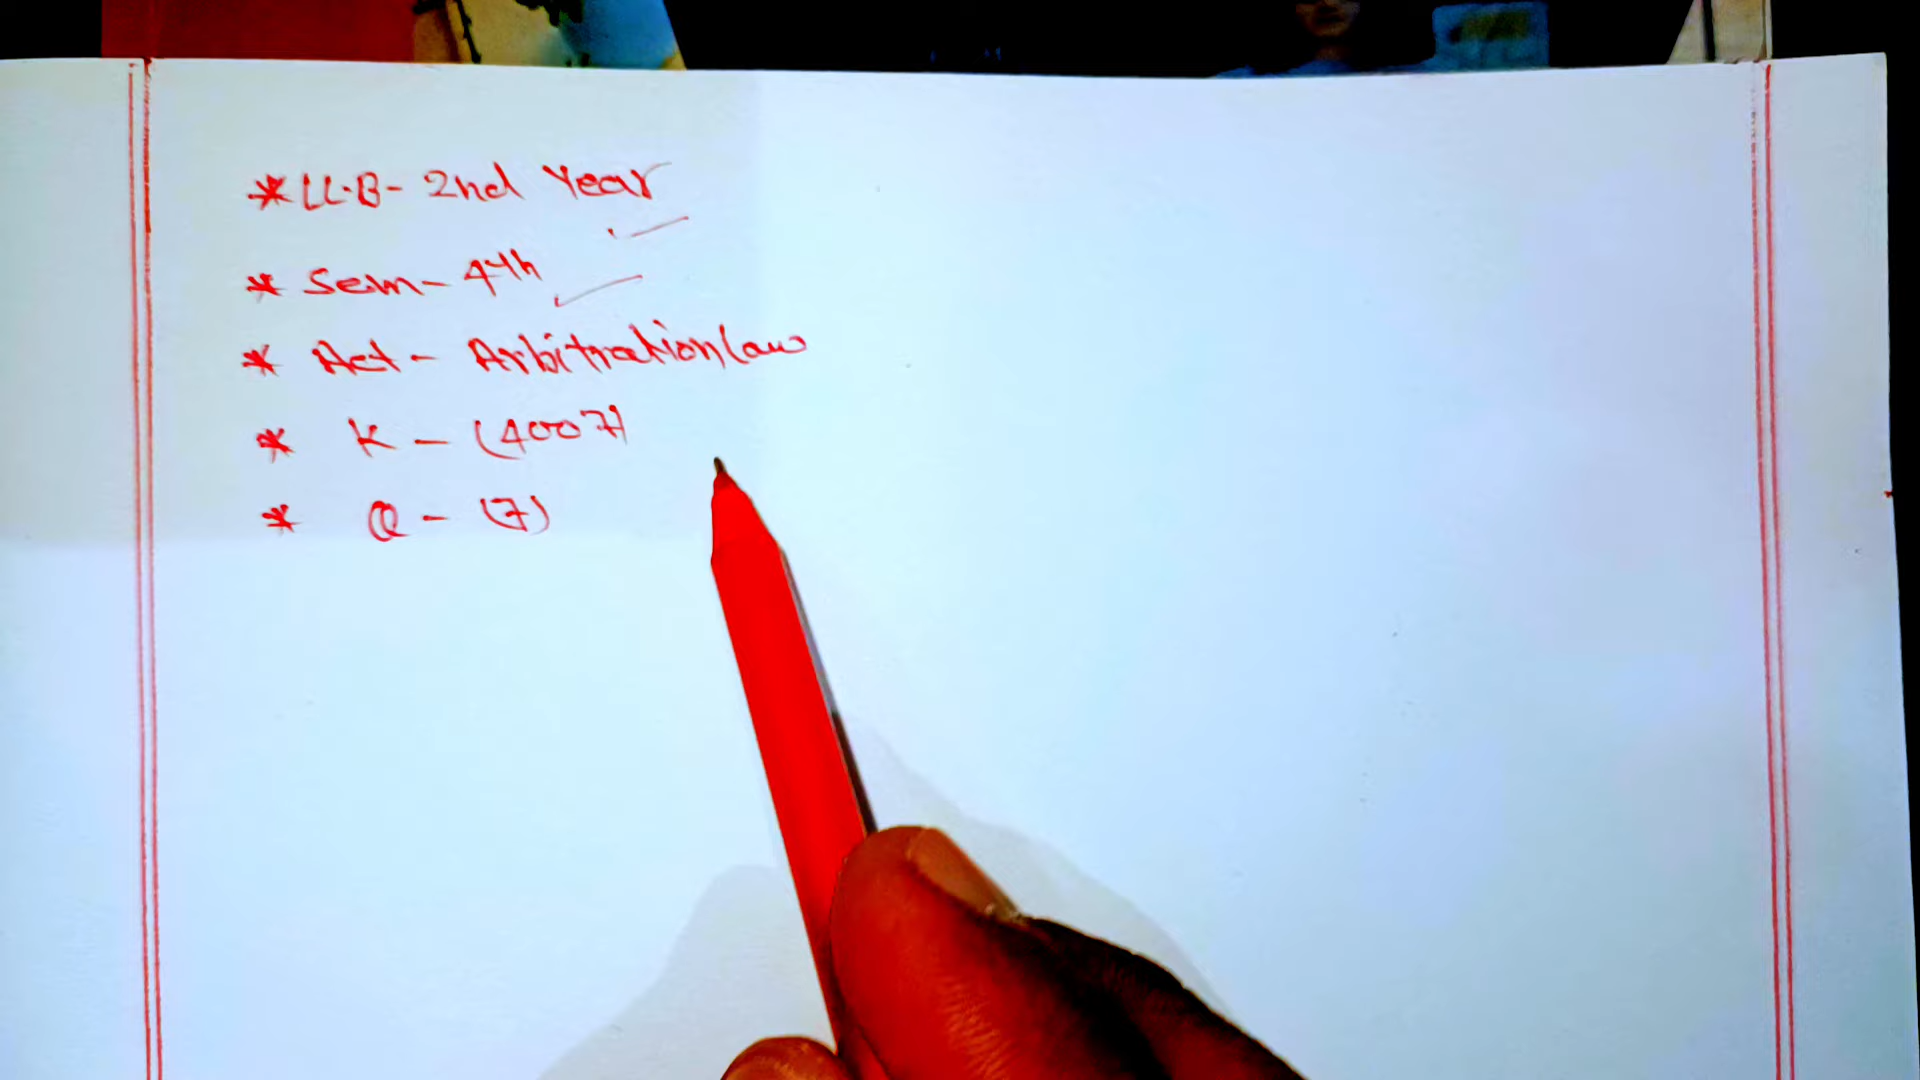 * LL.B- 2nd Year
* Sem- 4th
* Act- Arbitration Law
* K - (4007)
* Q - (7)